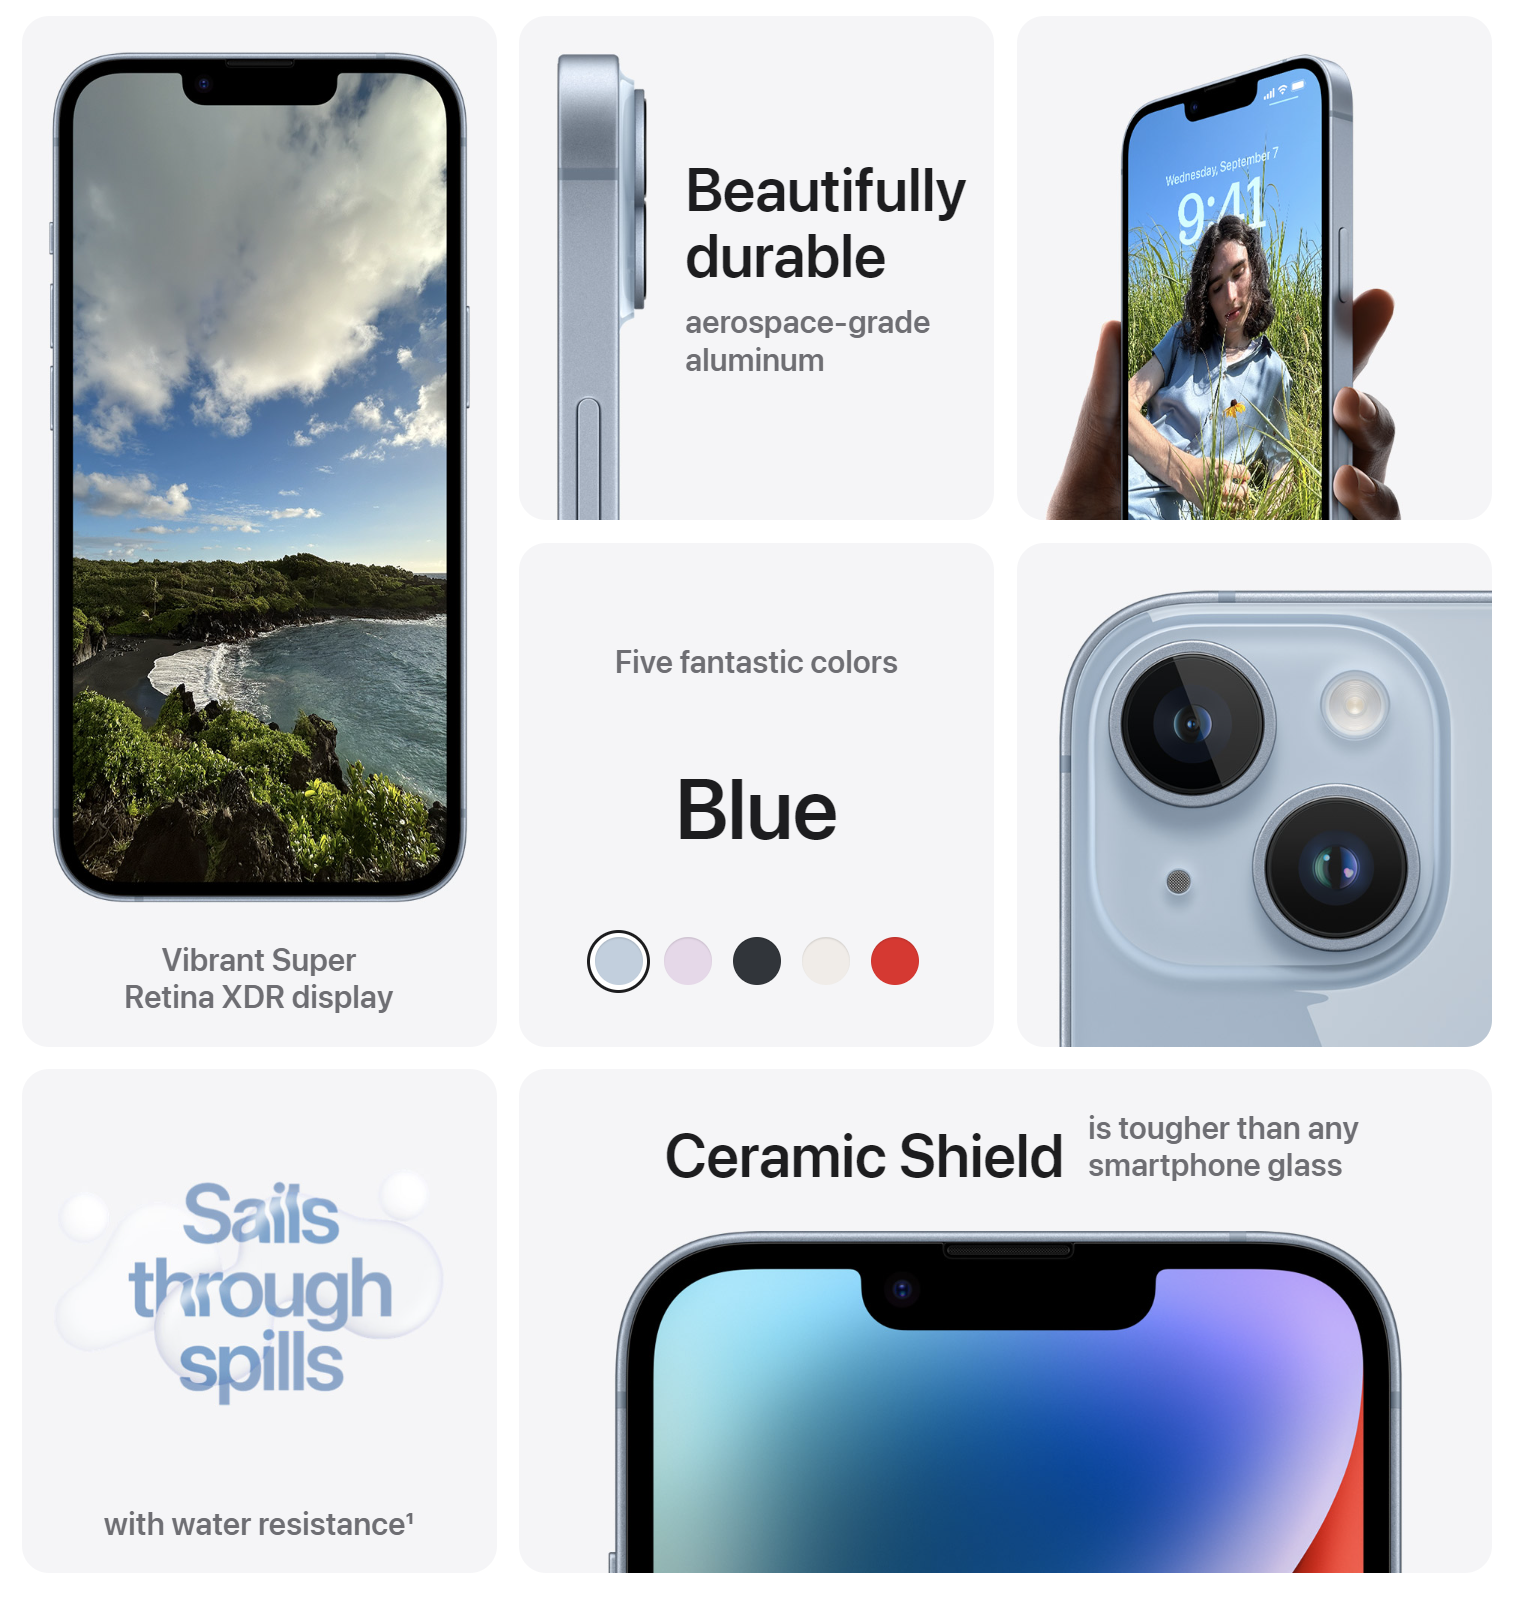 Beautifully
durable
aerospace-grade
aluminum
Wednesday, September 7
9:41
Vibrant Super
Retina XDR display
Five fantastic colors
Blue
Sails
through
spills
with water resistance¹
Ceramic Shield
is tougher than any
smartphone glass